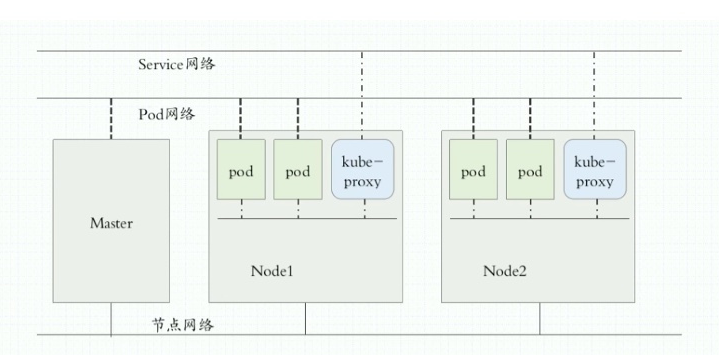 Service网络
Pod网络
pod
pod
kube-
proxy
pod
pod
kube-
proxy
Master
Node1
Node2
节点网络